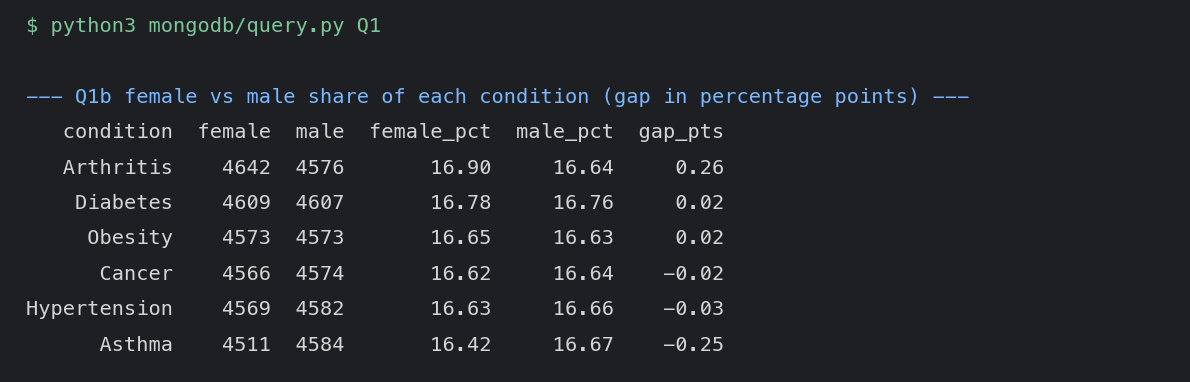 $ python3 mongodb/query.py Q1
--- Q1b female vs male share of each condition (gap in percentage points) ---
condition female male female_pct male_pct gap_pts
Arthritis 4642 4576 16.90 16.64 0.26
Diabetes 4609 4607 16.78 16.76 0.02
Obesity 4573 4573 16.65 16.63 0.02
Cancer 4566 4574 16.62 16.64 -0.02
Hypertension 4569 4582 16.63 16.66 -0.03
Asthma 4511 4584 16.42 16.67 -0.25